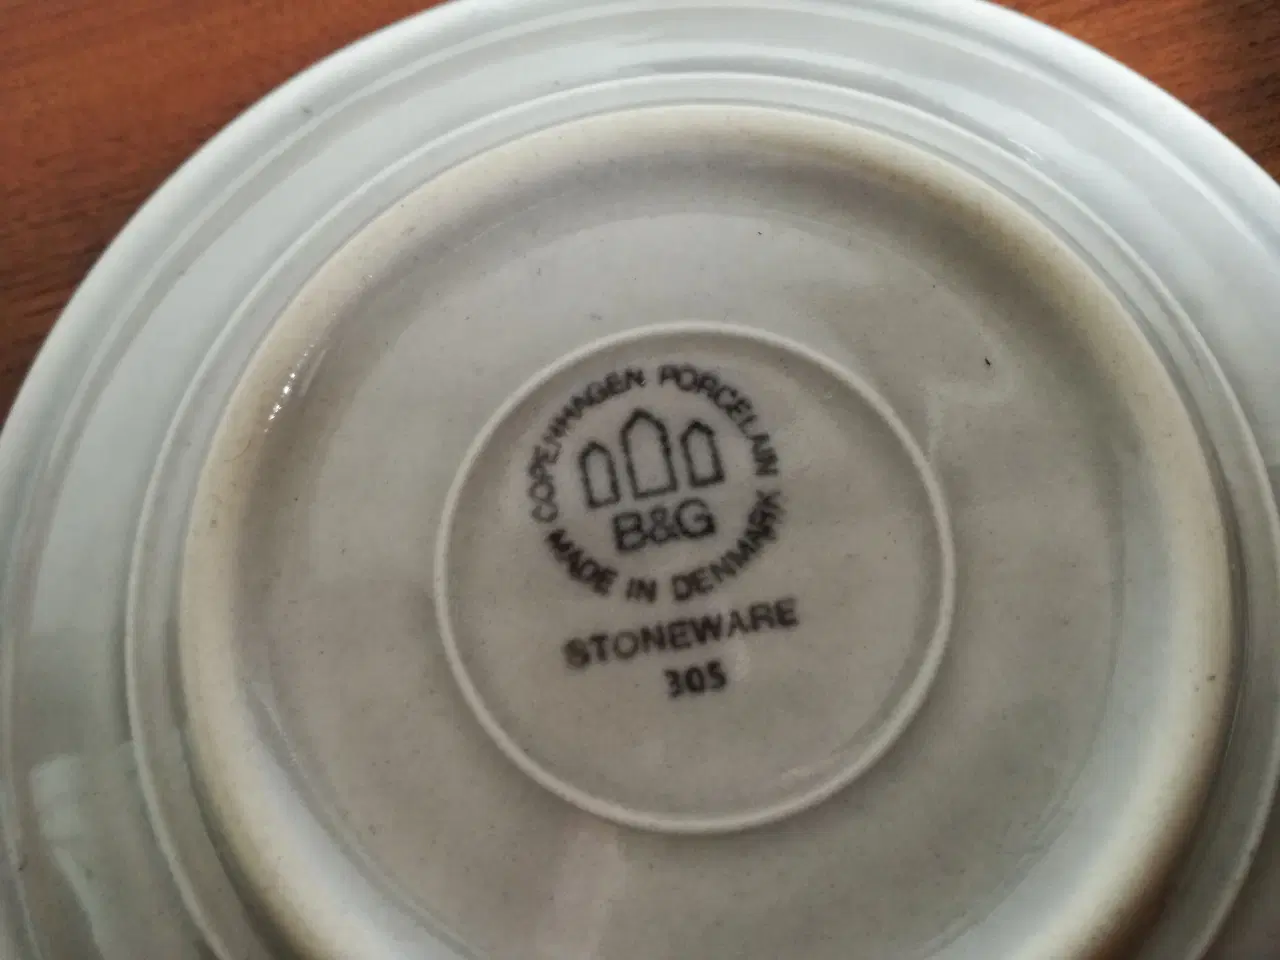 COPENHAGEN PORCELAIN
B&G
MADE IN DENMARK
STONEWARE
305